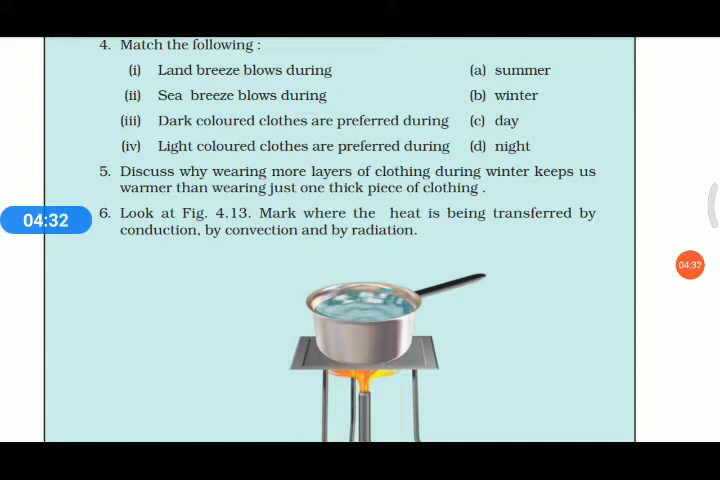 4. Match the following :
(i) Land breeze blows during (a) summer
(ii) Sea breeze blows during (b) winter
(iii) Dark coloured clothes are preferred during (c) day
(iv) Light coloured clothes are preferred during (d) night
5. Discuss why wearing more layers of clothing during winter keeps us
warmer than wearing just one thick piece of clothing .
6. Look at Fig. 4.13. Mark where the heat is being transferred by
conduction, by convection and by radiation.
04:32
04:32